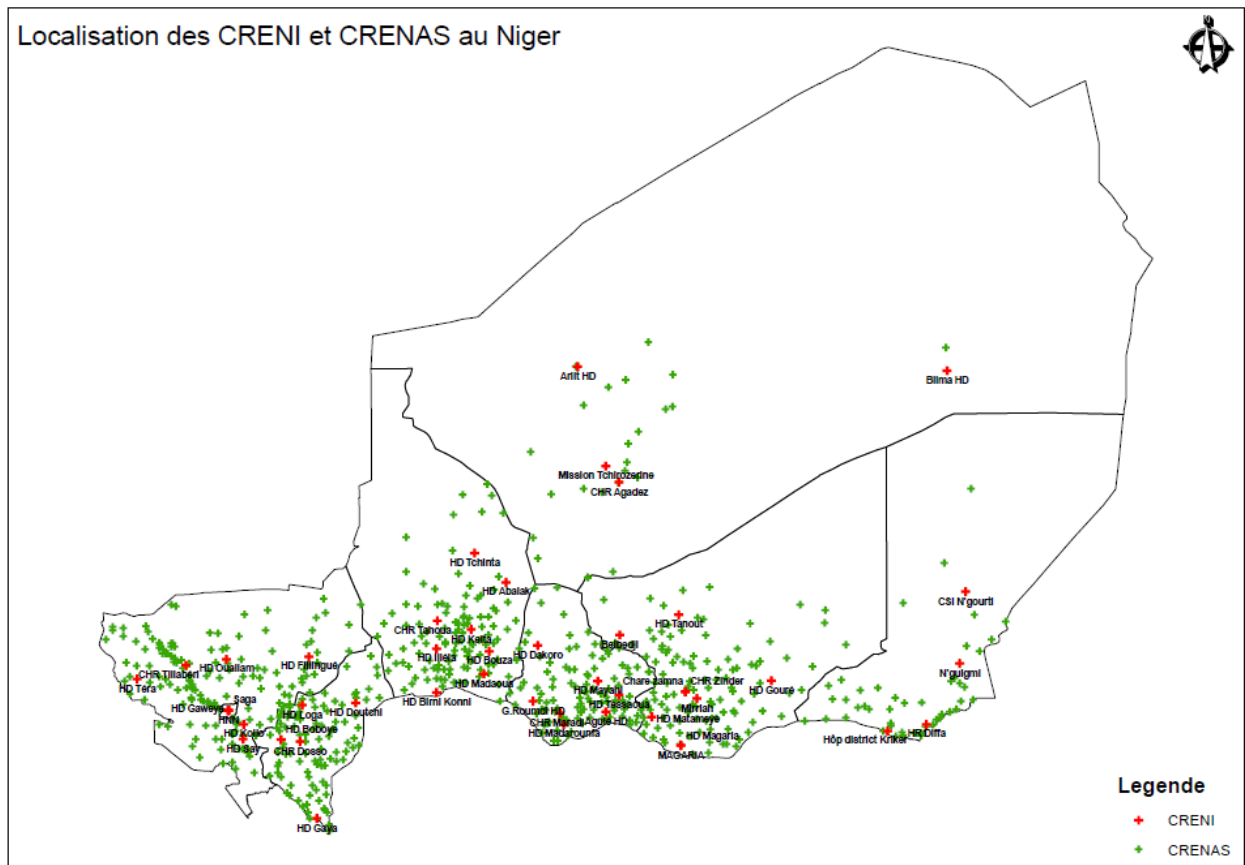 Localisation des CRENI et CRENAS au Niger
Arlit HD
Bilma HD
Mission Tchirozerine
CHR Agadez
HD Tchinta
HD Abalak
CSI N'gourti
CHR Tahoua
HD Keita
HD Tanout
Belbedji
HD Illela
HD Bouza
HD Dakoro
HD Ouallam
HD Filingué
CHR Tillaberi
N'guigmi
HD Tera
HD Madaoua
Chare zamna
CHR Zinder
HD Mayahi
HD Gouré
HD Birni Konni
Saga
HD Gaweye
HD Loga
HD Doutchi
G.Roumdi HD
HD Tessaoua
Mirriah
HNN
CHR Maradi
Aguie HD
HD Matameye
HD Kollo
HD Boboye
HD Madarounfa
HD Magaria
Hôp district Kriker
HR Diffa
HD Say
CHR Dosso
MAGARIA
HD Gaya
Legende
CRENI
CRENAS